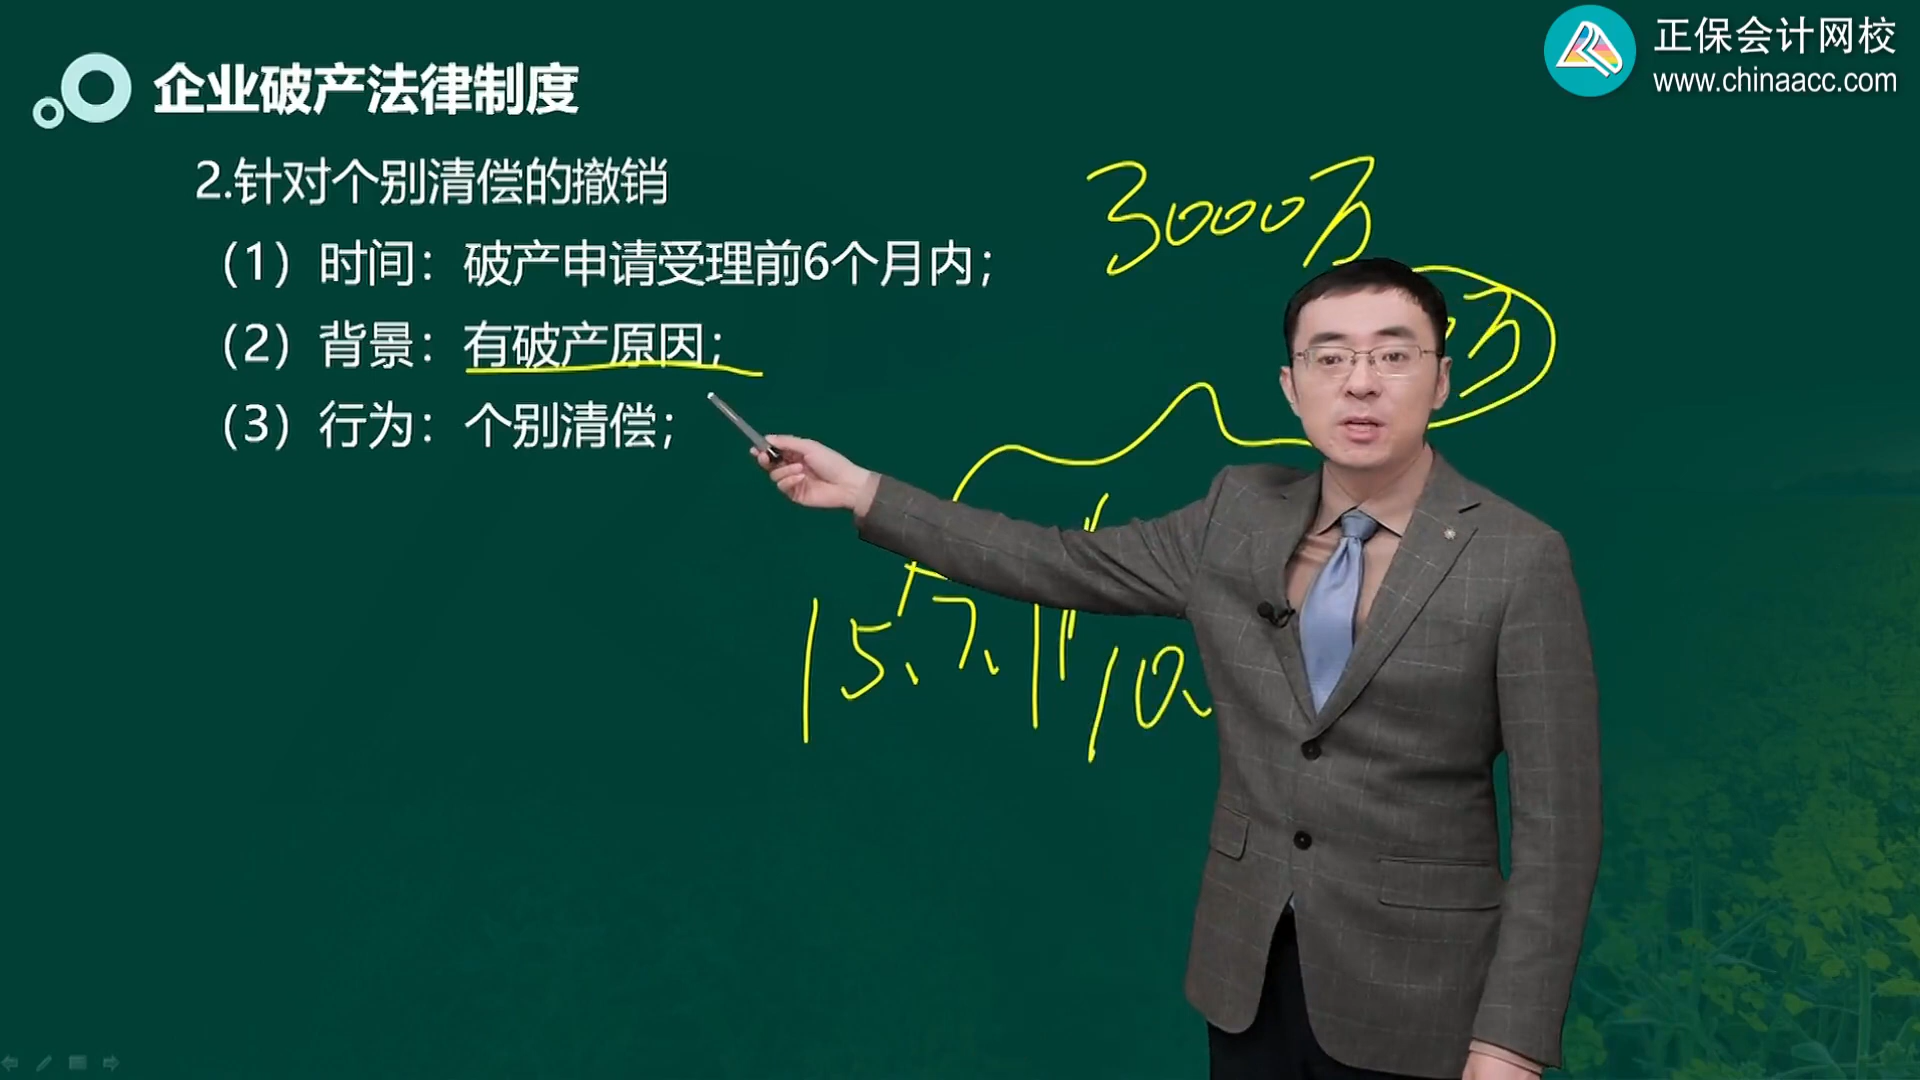 正保会计网校
www.chinaacc.com
企业破产法律制度
2.针对个别清偿的撤销
（1）时间：破产申请受理前6个月内；
（2）背景：有破产原因；
（3）行为：个别清偿；
3000万
万
15、7、1
10、